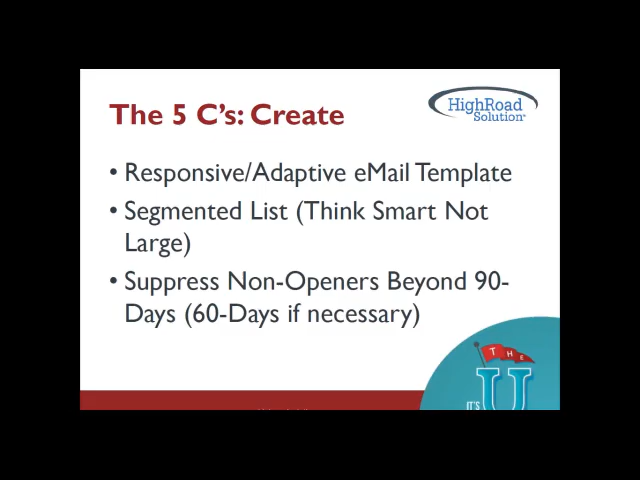 The 5 C's: Create
HighRoad
Solution
• Responsive/Adaptive eMail Template
• Segmented List (Think Smart Not
Large)
• Suppress Non-Openers Beyond 90-
Days (60-Days if necessary)
THE
U
IT'S